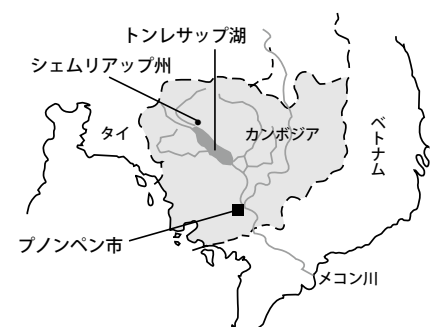 トンレサップ湖
シェムリアップ州
タイ
カンボジア
ベトナム
プノンペン市
メコン川